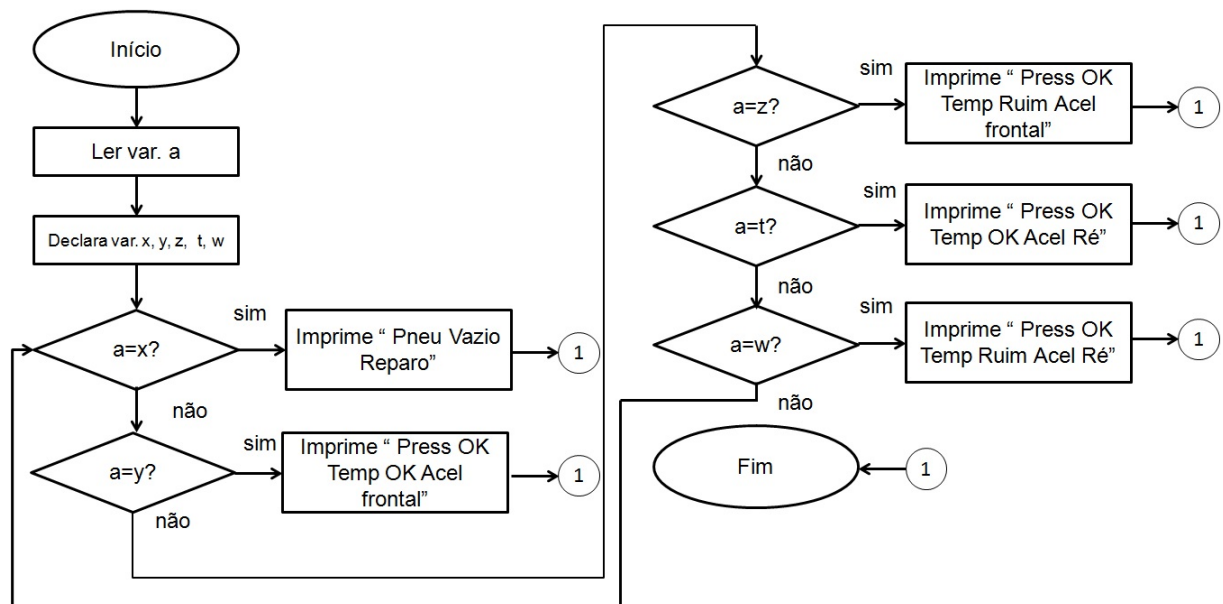 Início
Ler var. a
Declara var. x, y, z, t, w
a=x?
sim
Imprime “ Pneu Vazio
Reparo”
1
não
a=y?
sim
Imprime “ Press OK
Temp OK Acel
frontal”
1
não
a=z?
sim
Imprime “ Press OK
Temp Ruim Acel
frontal”
1
não
a=t?
sim
Imprime “ Press OK
Temp OK Acel Ré”
1
não
a=w?
sim
Imprime “ Press OK
Temp Ruim Acel Ré”
1
não
Fim
1